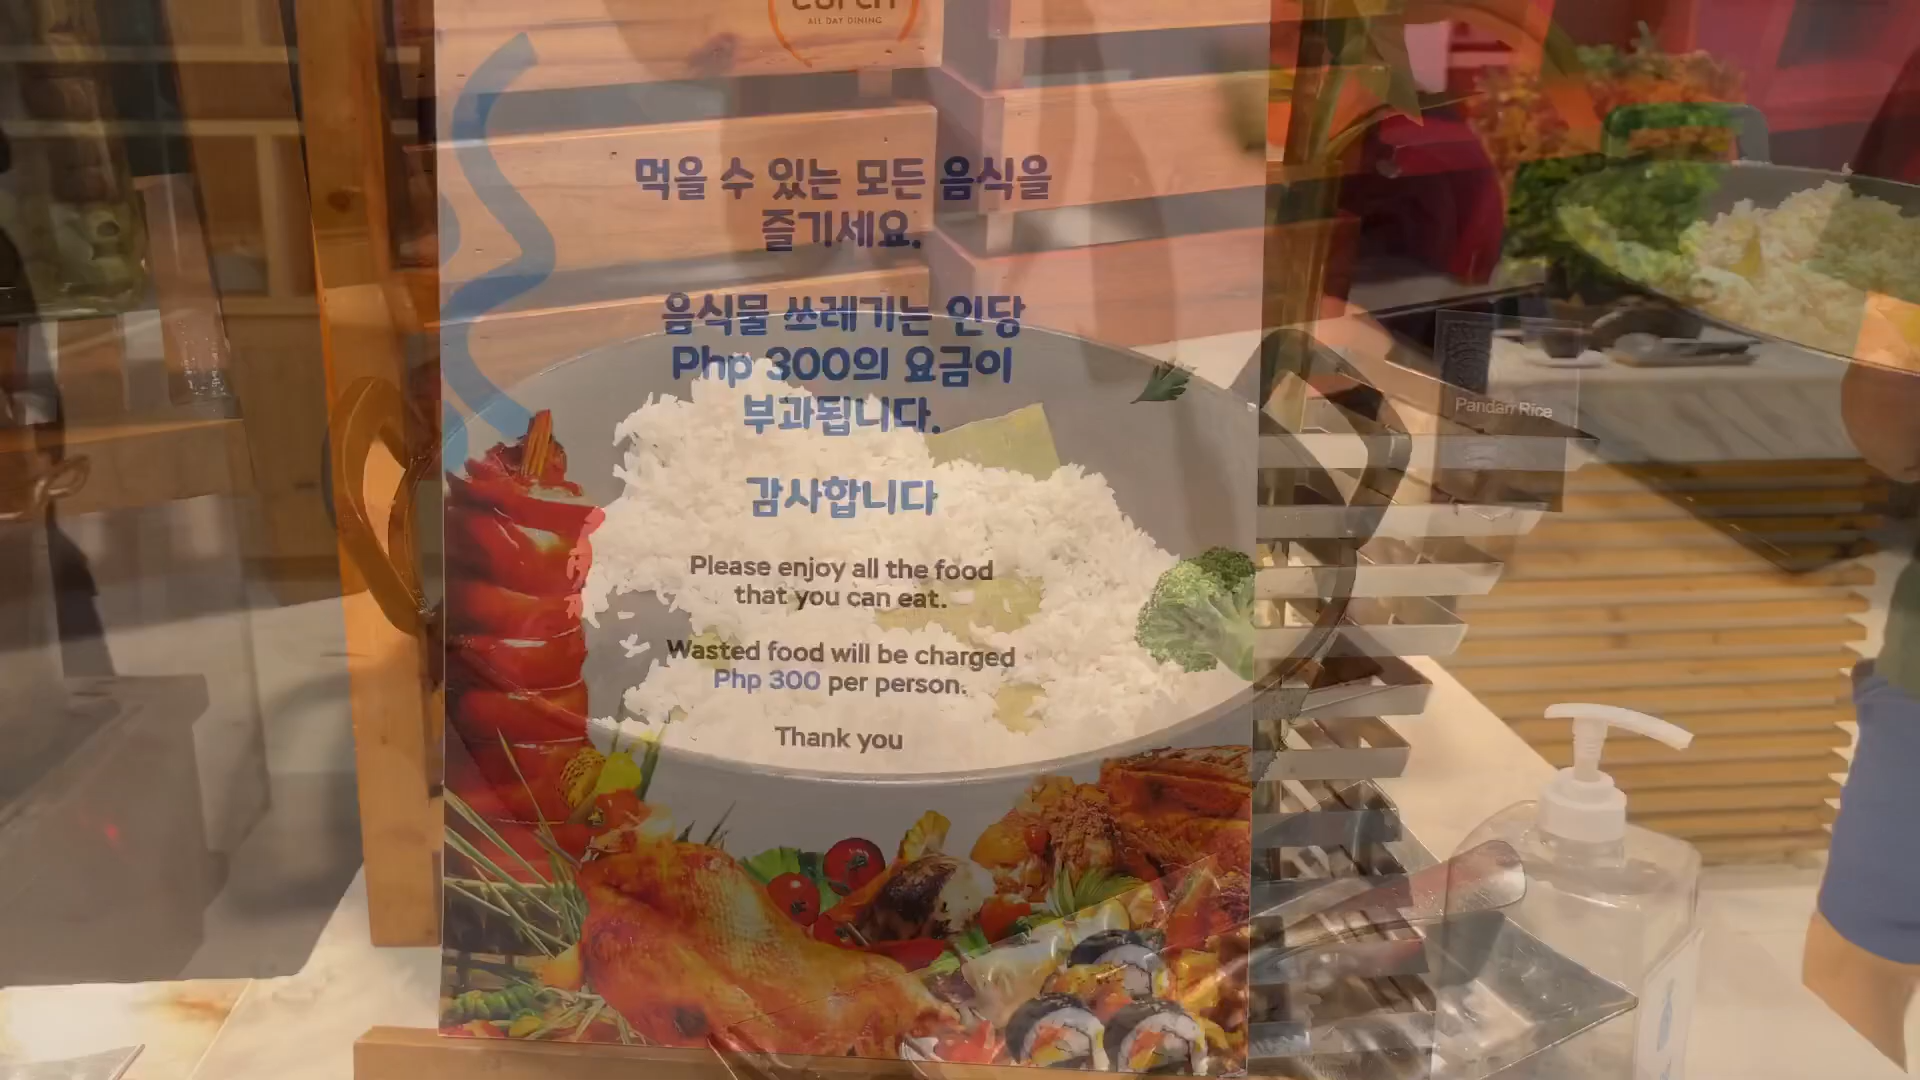 ALL DAY DINING
먹을 수 있는 모든 음식을
즐기세요.
음식물 쓰레기는 인당
Php 300의 요금이
부과됩니다.
감사합니다
Please enjoy all the food
that you can eat.
Wasted food will be charged
Php 300 per person.
Thank you
Pandan Rice